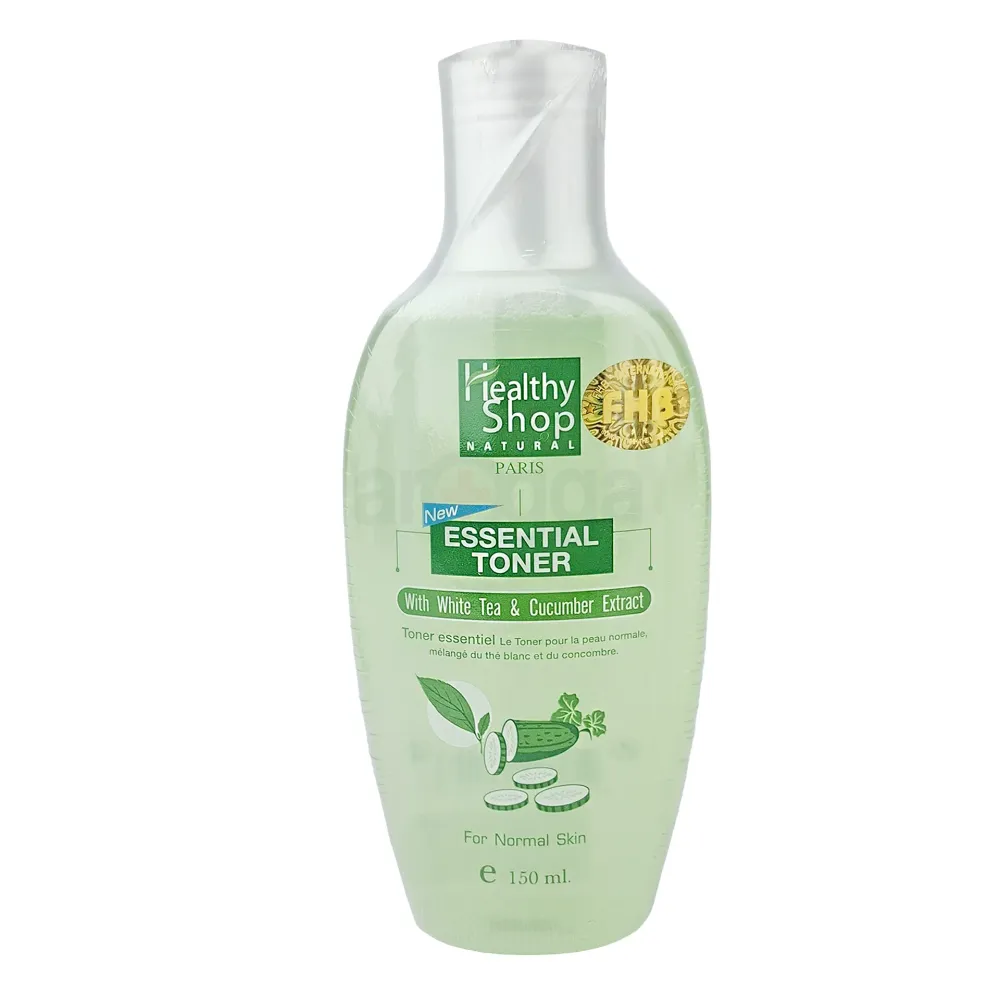 Healthy
Shop
NATURAL
PARIS
FHB
New
ESSENTIAL
TONER
With White Tea & Cucumber Extract
Toner essentiel Le Toner pour la peau normale,
mélangé du thé blanc et du concombre.
For Normal Skin
e 150 ml.